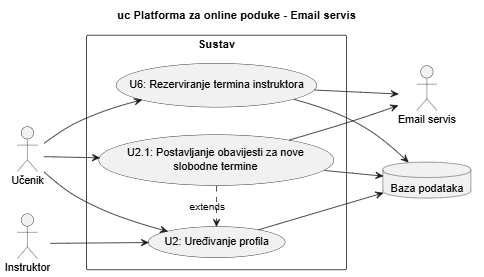 uc Platforma za online poduke - Email servis
Sustav
U6: Rezerviranje termina instruktora
Email servis
Učenik
U2.1: Postavljanje obavijesti za nove
slobodne termine
Baza podataka
extends
U2: Uređivanje profila
Instruktor